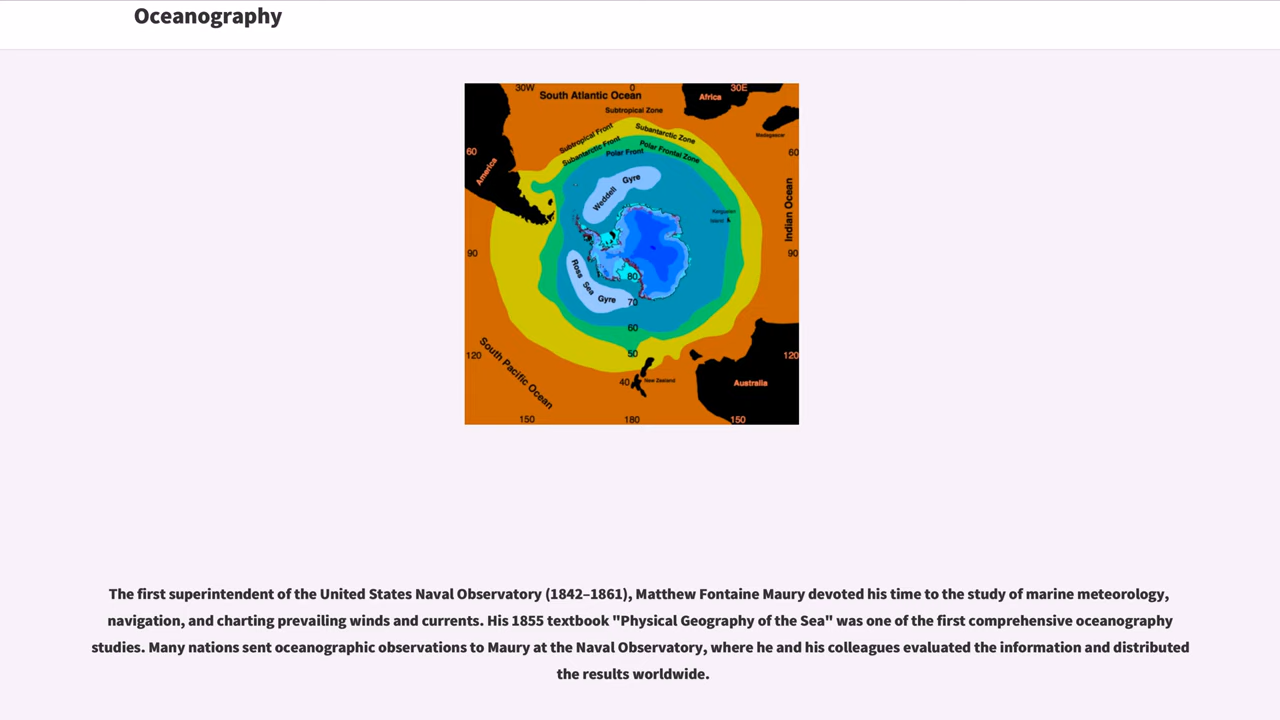 Oceanography
30W
0
30E
South Atlantic Ocean
Africa
Subtropical Zone
Madagascar
Subtropical Front
Subantarctic Zone
Subantarctic Front
Polar Front
Polar Frontal Zone
60
60
America
Weddell Gyre
Indian Ocean
Kerguelen
Island
90
90
Ross Sea Gyre
80
70
60
50
40
New Zealand
South Pacific Ocean
120
120
Australia
150
180
150
The first superintendent of the United States Naval Observatory (1842–1861), Matthew Fontaine Maury devoted his time to the study of marine meteorology,
navigation, and charting prevailing winds and currents. His 1855 textbook "Physical Geography of the Sea" was one of the first comprehensive oceanography
studies. Many nations sent oceanographic observations to Maury at the Naval Observatory, where he and his colleagues evaluated the information and distributed
the results worldwide.